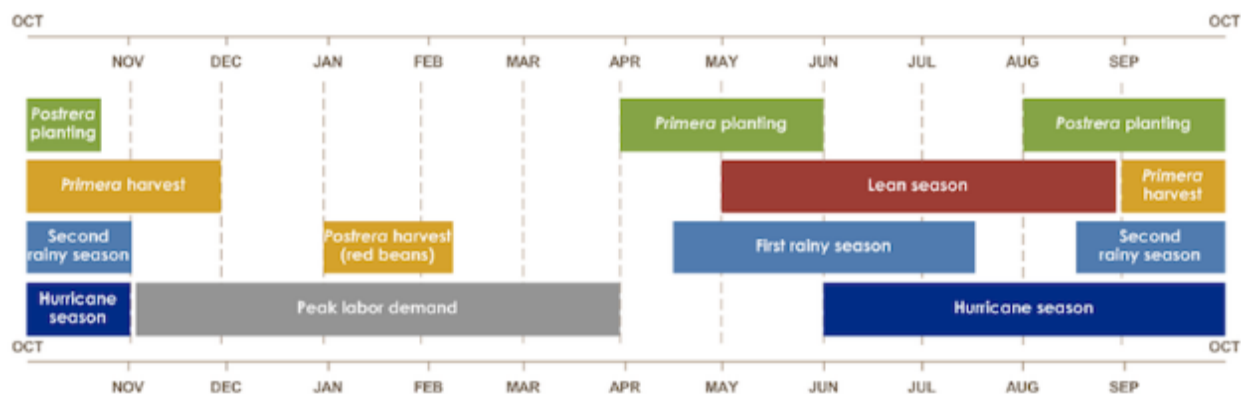 OCT OCT
NOV DEC JAN FEB MAR APR MAY JUN JUL AUG SEP
Postrera
planting
Primera planting
Postrera planting
Primera harvest
Lean season
Primera
harvest
Second
rainy season
Postrera harvest
(red beans)
First rainy season
Second
rainy season
Hurricane
season
Peak labor demand
Hurricane season
OCT OCT
NOV DEC JAN FEB MAR APR MAY JUN JUL AUG SEP